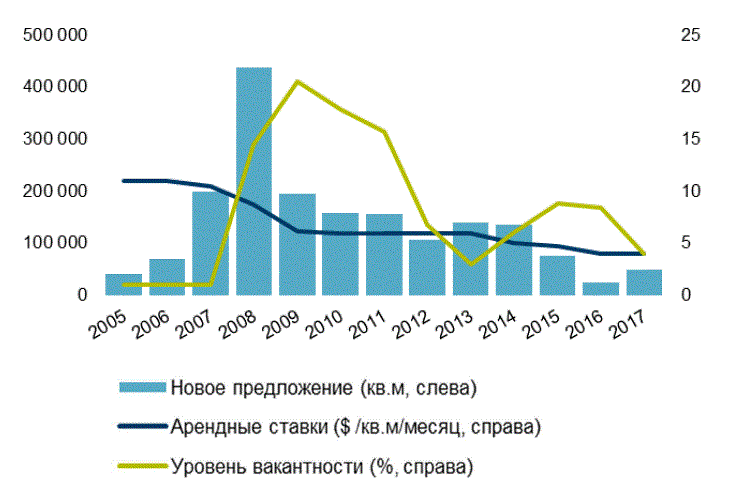 500 000 25
400 000 20
300 000 15
200 000 10
100 000 5
0 0
2005 2006 2007 2008 2009 2010 2011 2012 2013 2014 2015 2016 2017
Новое предложение (кв.м, слева)
Арендные ставки ($ /кв.м/месяц, справа)
Уровень вакантности (%, справа)